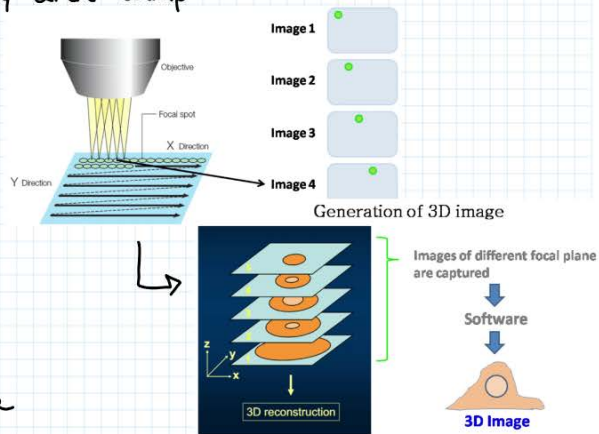 Image 1
Objective
Image 2
Focal spot
X Direction
Image 3
Y Direction
Image 4
Generation of 3D image
Images of different focal plane
are captured
Software
z
y
x
3D reconstruction
3D Image